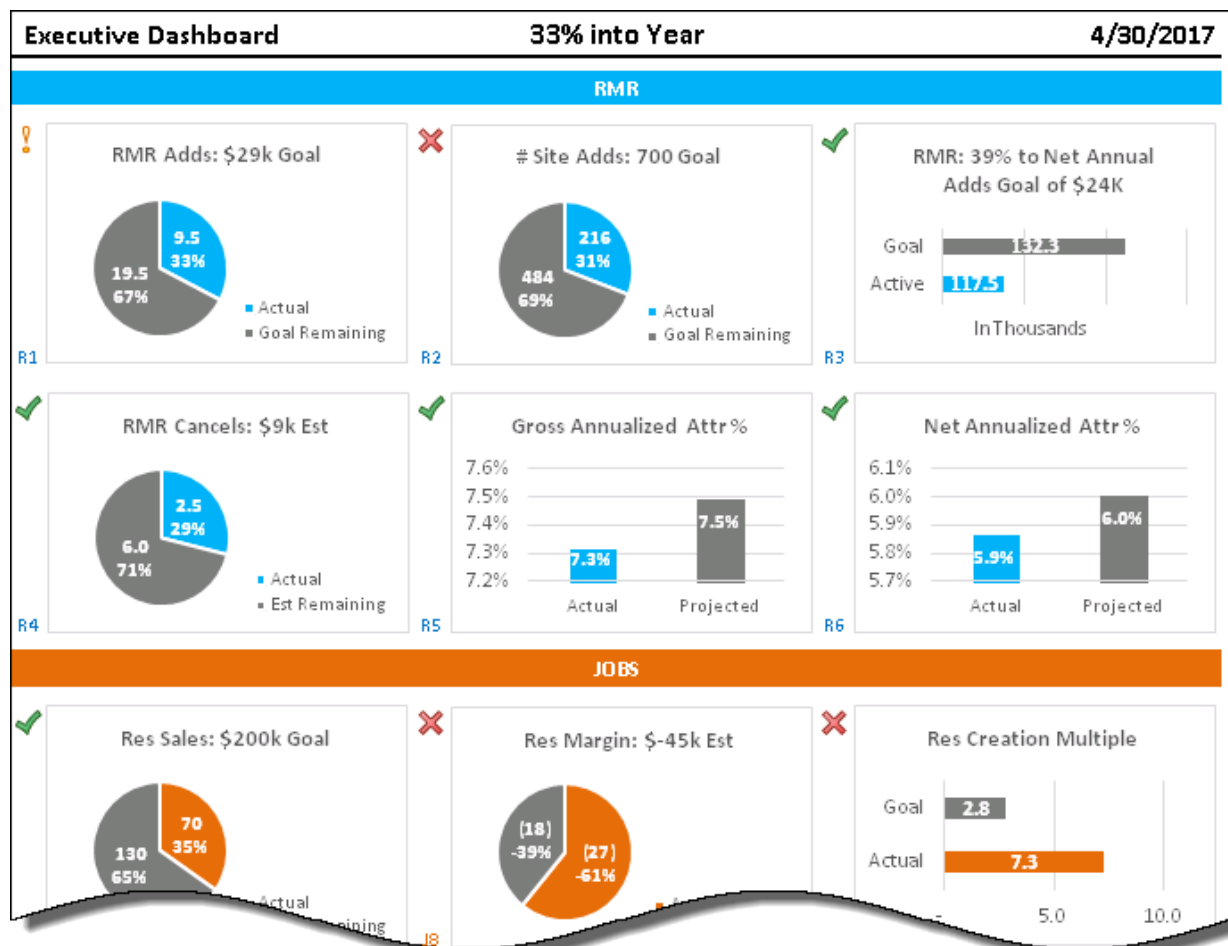 Executive Dashboard 33% into Year 4/30/2017
RMR
RMR Adds: $29k Goal
9.5
33%
19.5
67%
Actual
Goal Remaining
R1
# Site Adds: 700 Goal
216
31%
484
69%
Actual
Goal Remaining
R2
RMR: 39% to Net Annual
Adds Goal of $24K
Goal 132.3
Active 117.5
In Thousands
R3
RMR Cancels: $9k Est
2.5
29%
6.0
71%
Actual
Est Remaining
R4
Gross Annualized Attr %
7.6%
7.5%
7.4%
7.3%
7.2%
7.3%
7.5%
Actual Projected
R5
Net Annualized Attr %
6.1%
6.0%
5.9%
5.8%
5.7%
5.9%
6.0%
Actual Projected
R6
JOBS
Res Sales: $200k Goal
70
35%
130
65%
Actual
Res Margin: $-45k Est
(18)
-39%
(27)
-61%
J8
Res Creation Multiple
Goal 2.8
Actual 7.3
- 5.0 10.0